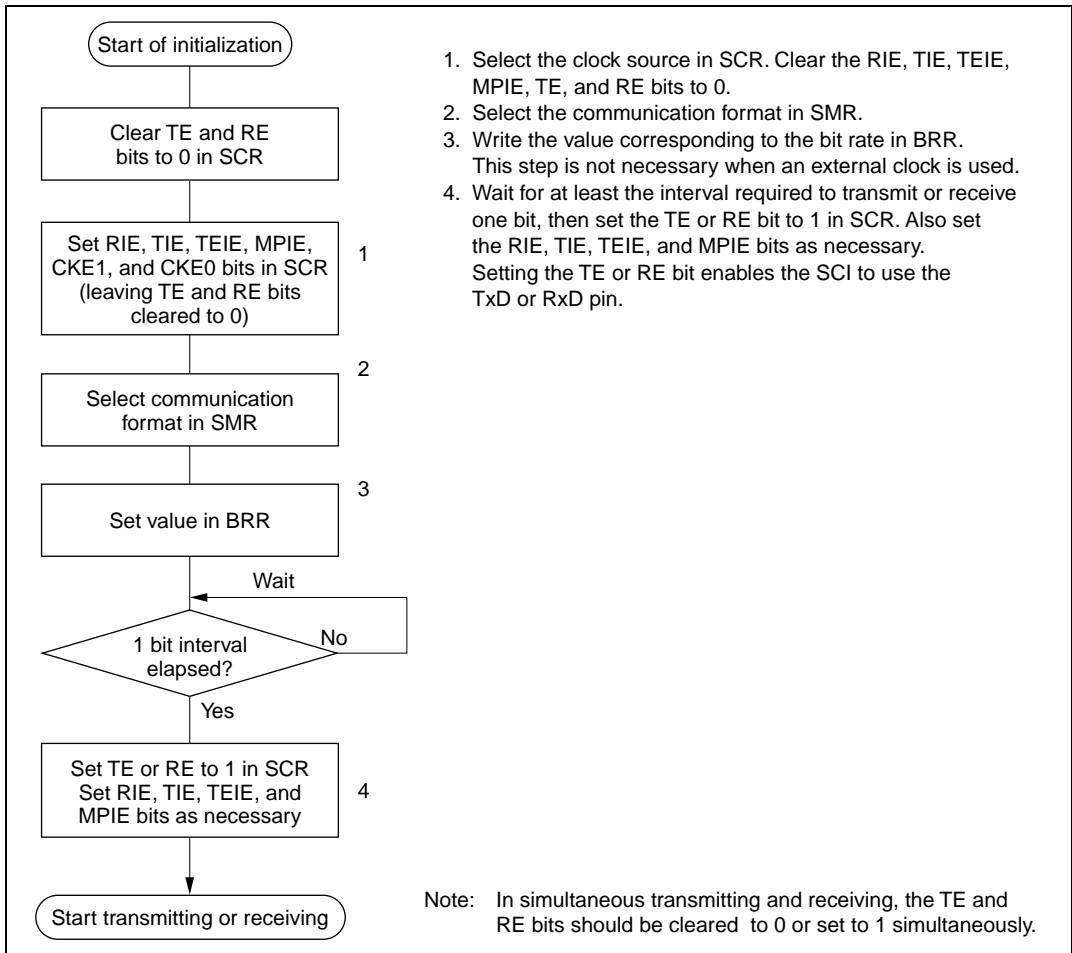 Start of initialization
Clear TE and RE
bits to 0 in SCR
Set RIE, TIE, TEIE, MPIE,
CKE1, and CKE0 bits in SCR
(leaving TE and RE bits
cleared to 0)
1
2
Select communication
format in SMR
3
Set value in BRR
Wait
1 bit interval
elapsed?
No
Yes
Set TE or RE to 1 in SCR
Set RIE, TIE, TEIE, and
MPIE bits as necessary
4
Start transmitting or receiving
1. Select the clock source in SCR. Clear the RIE, TIE, TEIE,
MPIE, TE, and RE bits to 0.
2. Select the communication format in SMR.
3. Write the value corresponding to the bit rate in BRR.
This step is not necessary when an external clock is used.
4. Wait for at least the interval required to transmit or receive
one bit, then set the TE or RE bit to 1 in SCR. Also set
the RIE, TIE, TEIE, and MPIE bits as necessary.
Setting the TE or RE bit enables the SCI to use the
TxD or RxD pin.
Note: In simultaneous transmitting and receiving, the TE and
RE bits should be cleared to 0 or set to 1 simultaneously.